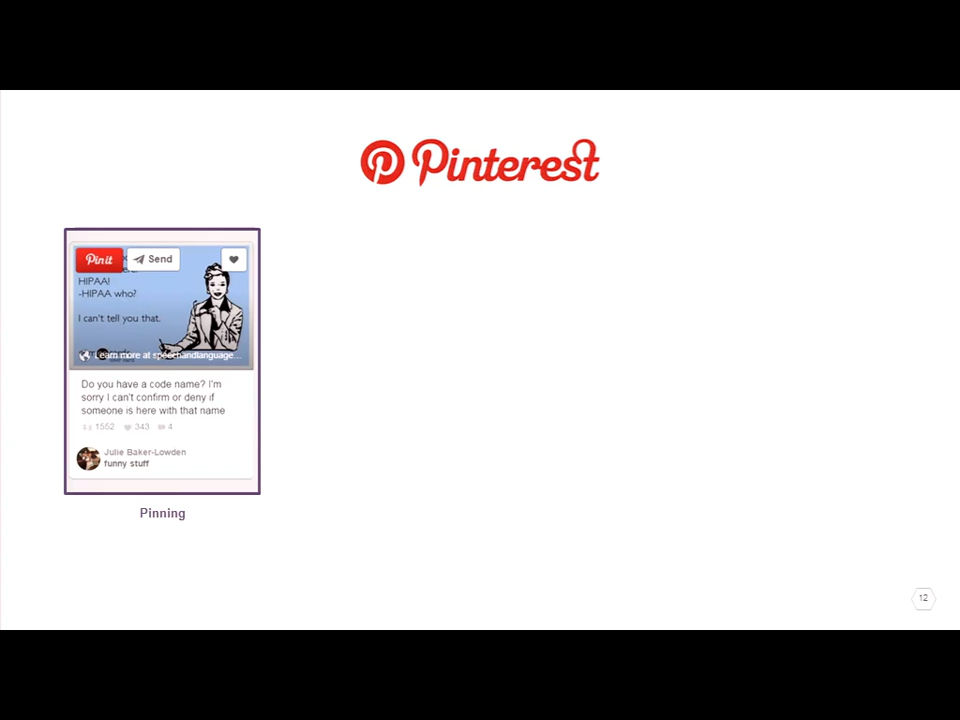 Pinterest
Pin it
Send
HIPAA!
-HIPAA who?
I can't tell you that.
Learn more at speechandlanguage...
Do you have a code name? I'm
sorry I can't confirm or deny if
someone is here with that name
1552 343 4
Julie Baker-Lowden
funny stuff
Pinning
12